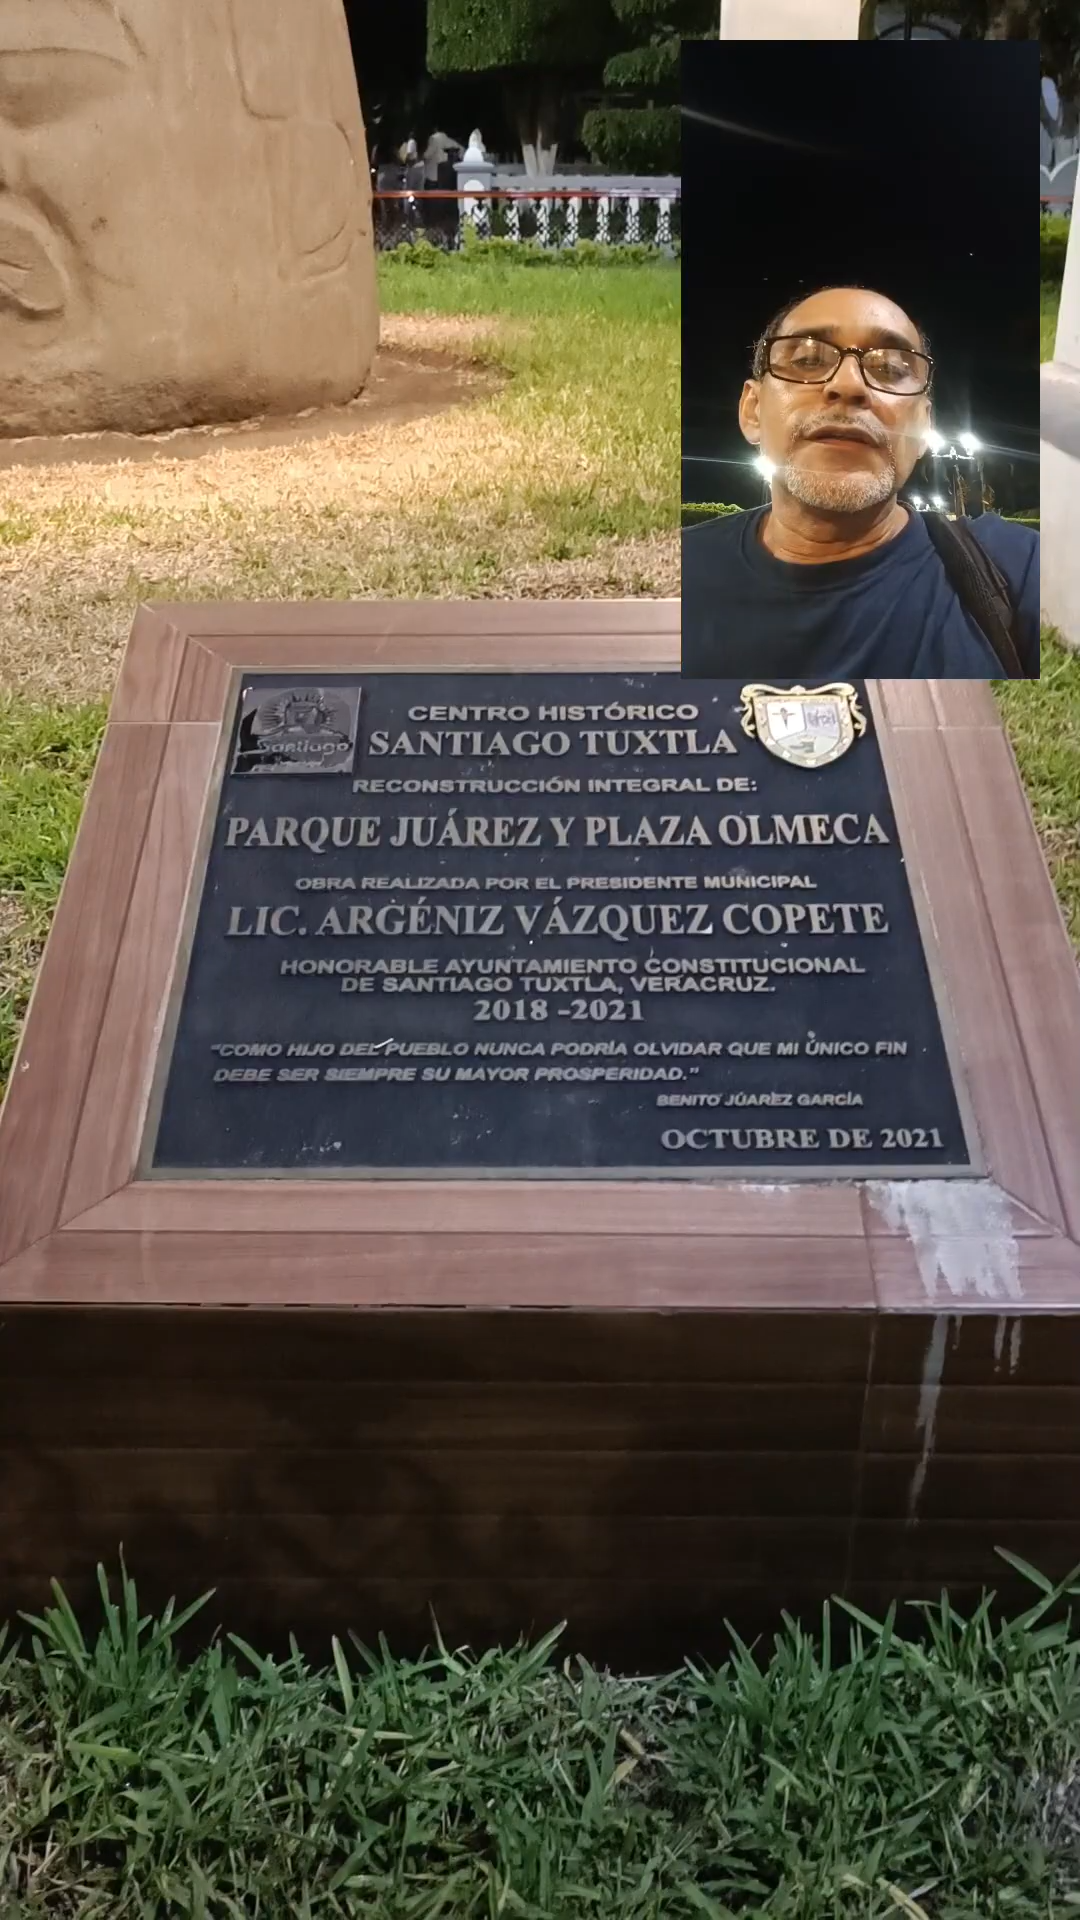 Santiago
CENTRO HISTÓRICO
SANTIAGO TUXTLA
RECONSTRUCCIÓN INTEGRAL DE:
PARQUE JUÁREZ Y PLAZA OLMECA
OBRA REALIZADA POR EL PRESIDENTE MUNICIPAL
LIC. ARGÉNIZ VÁZQUEZ COPETE
HONORABLE AYUNTAMIENTO CONSTITUCIONAL
DE SANTIAGO TUXTLA, VERACRUZ.
2018 -2021
"COMO HIJO DEL PUEBLO NUNCA PODRÍA OLVIDAR QUE MI ÚNICO FIN
DEBE SER SIEMPRE SU MAYOR PROSPERIDAD."
BENITO JÚAREZ GARCÍA
OCTUBRE DE 2021